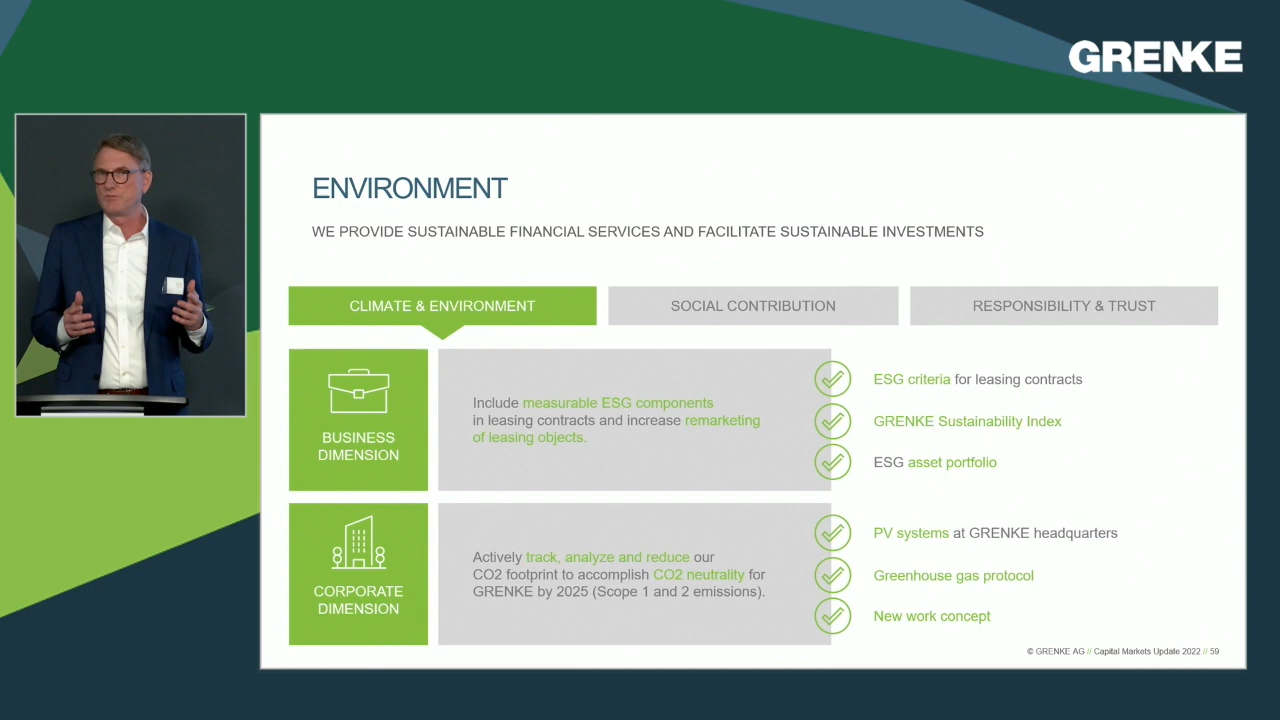 GRENKE
ENVIRONMENT
WE PROVIDE SUSTAINABLE FINANCIAL SERVICES AND FACILITATE SUSTAINABLE INVESTMENTS
CLIMATE & ENVIRONMENT
SOCIAL CONTRIBUTION
RESPONSIBILITY & TRUST
BUSINESS
DIMENSION
Include measurable ESG components
in leasing contracts and increase remarketing
of leasing objects.
ESG criteria for leasing contracts
GRENKE Sustainability Index
ESG asset portfolio
CORPORATE
DIMENSION
Actively track, analyze and reduce our
CO2 footprint to accomplish CO2 neutrality for
GRENKE by 2025 (Scope 1 and 2 emissions).
PV systems at GRENKE headquarters
Greenhouse gas protocol
New work concept
© GRENKE AG // Capital Markets Update 2022 // 59